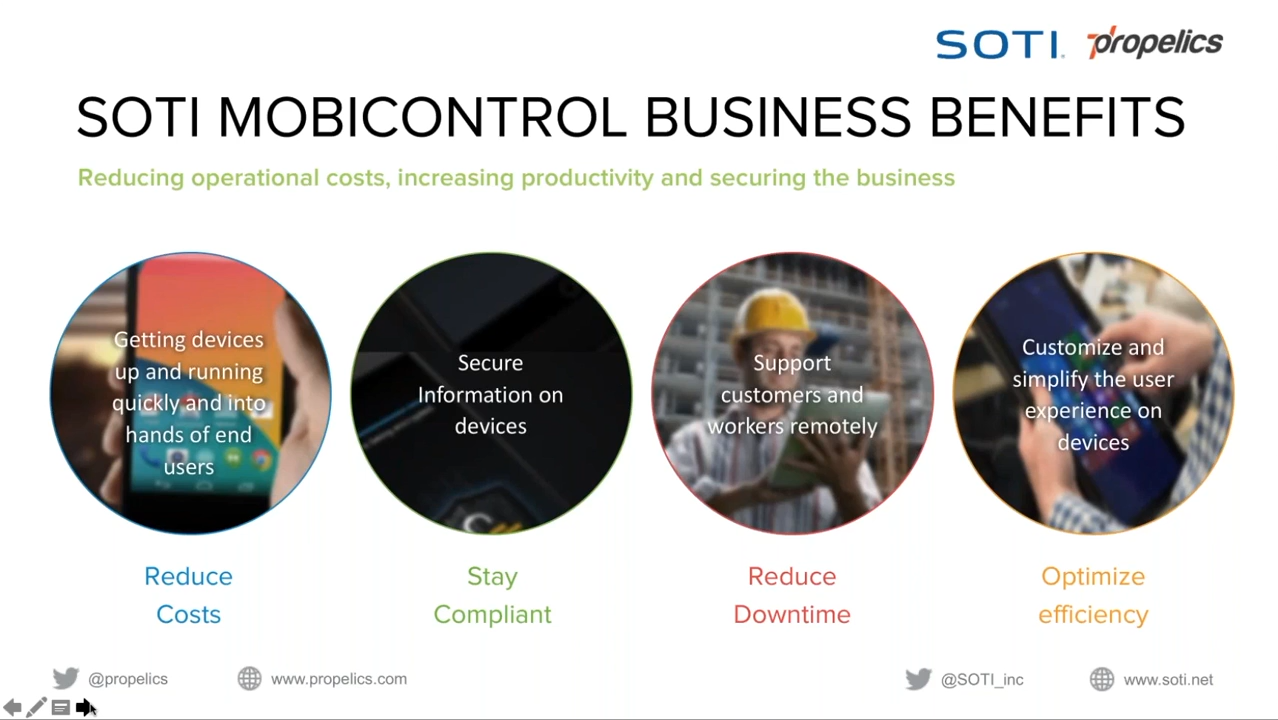 SOTI propelics
SOTI MOBICONTROL BUSINESS BENEFITS
Reducing operational costs, increasing productivity and securing the business
Getting devices
up and running
quickly and into
hands of end
users
Secure
Information on
devices
Support
customers and
workers remotely
Customize and
simplify the user
experience on
devices
Reduce
Costs
Stay
Compliant
Reduce
Downtime
Optimize
efficiency
@propelics www.propelics.com @SOTI_inc www.soti.net